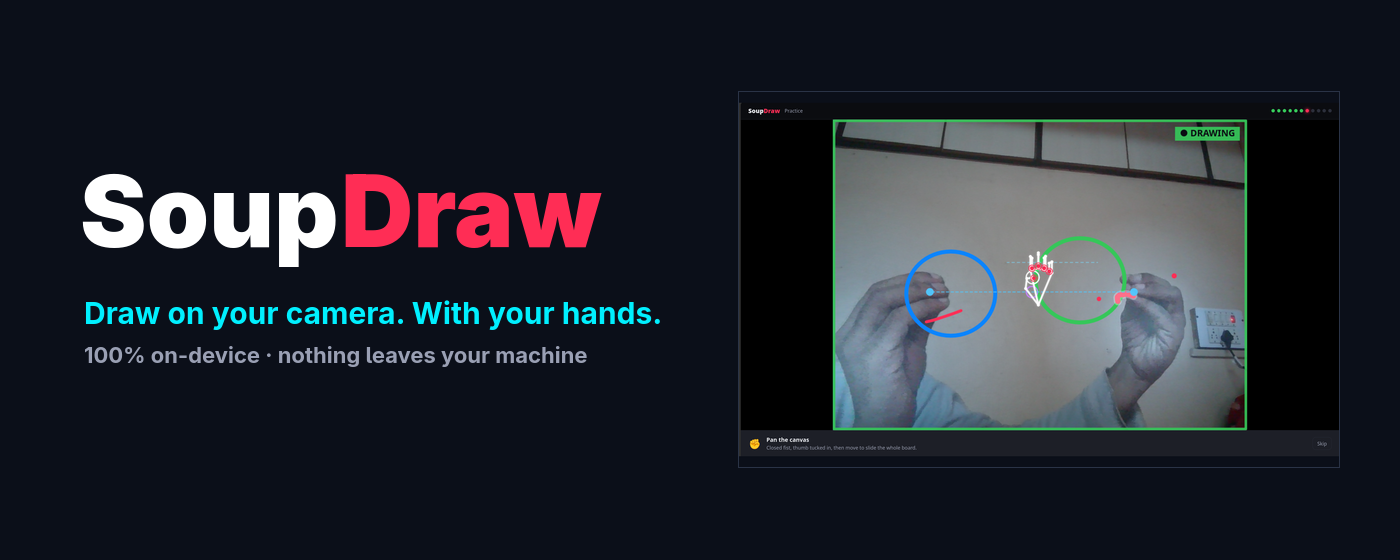 SoupDraw
Draw on your camera. With your hands.
100% on-device · nothing leaves your machine
SoupDraw Practice
DRAWING
Pan the canvas
Closed fist, thumb tucked in, then move to slide the whole board.
Skip